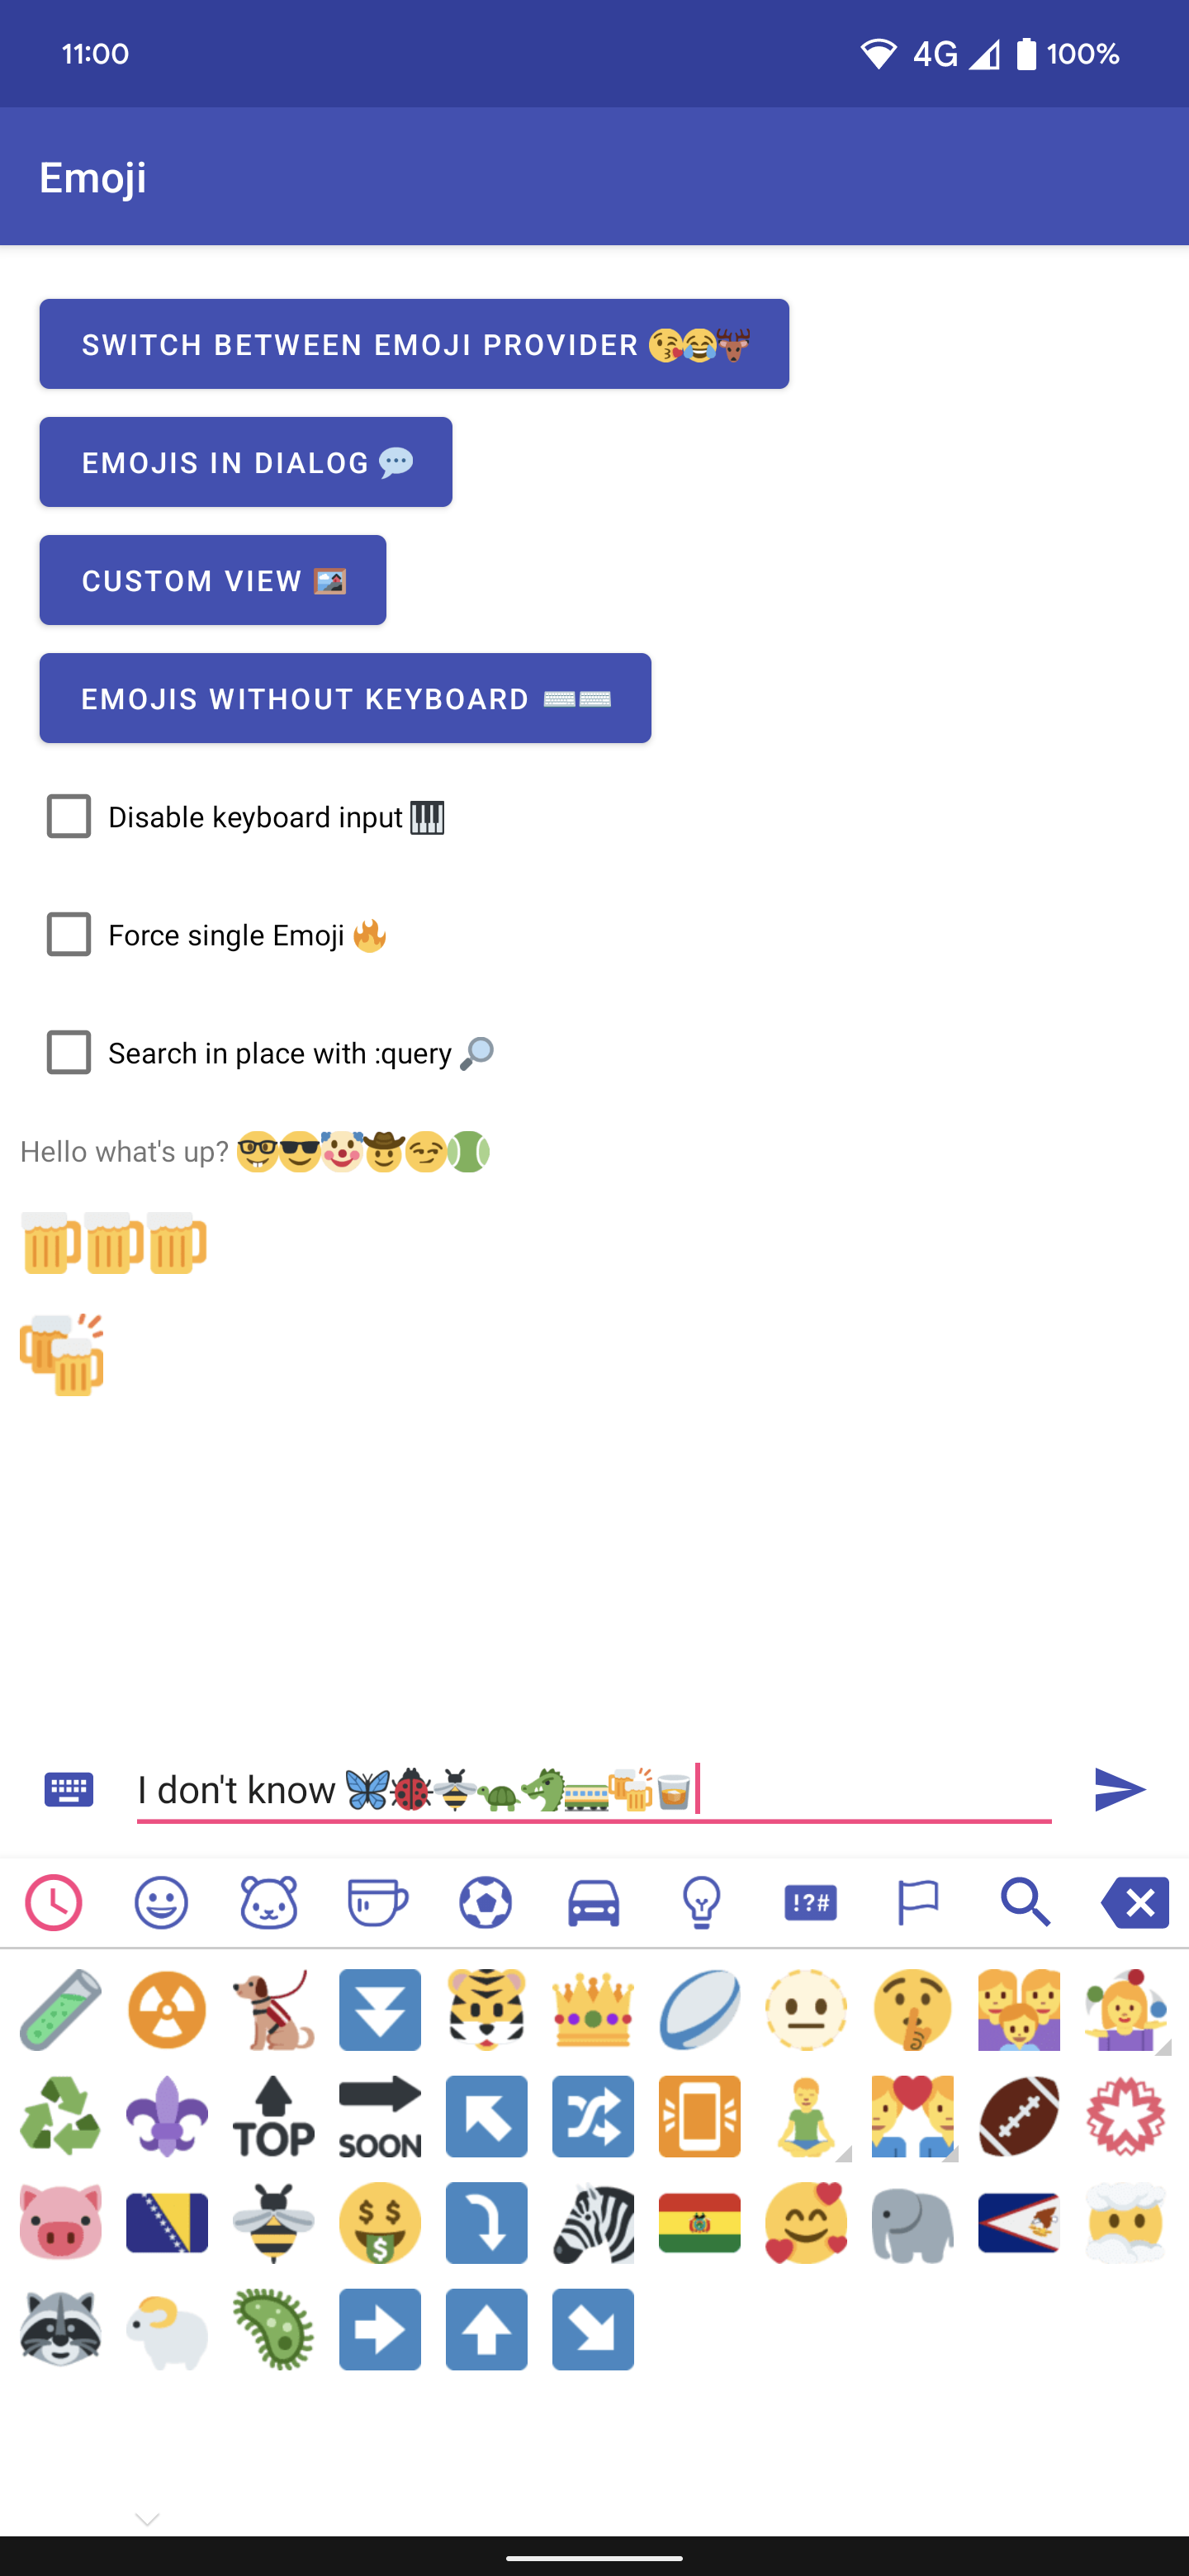 11:00 4G 100%
Emoji
SWITCH BETWEEN EMOJI PROVIDER 😘😂🦌
EMOJIS IN DIALOG 💬
CUSTOM VIEW 🖼️
EMOJIS WITHOUT KEYBOARD ⌨️⌨️
Disable keyboard input 🎹
Force single Emoji 🔥
Search in place with :query 🔎
Hello what's up? 🤓😎🤡🤠😏🎾
🍺🍺🍺
🍻
I don't know 🦋🐞🐝🐢🐲🚃🍻🥃
!?#
TOP SOON